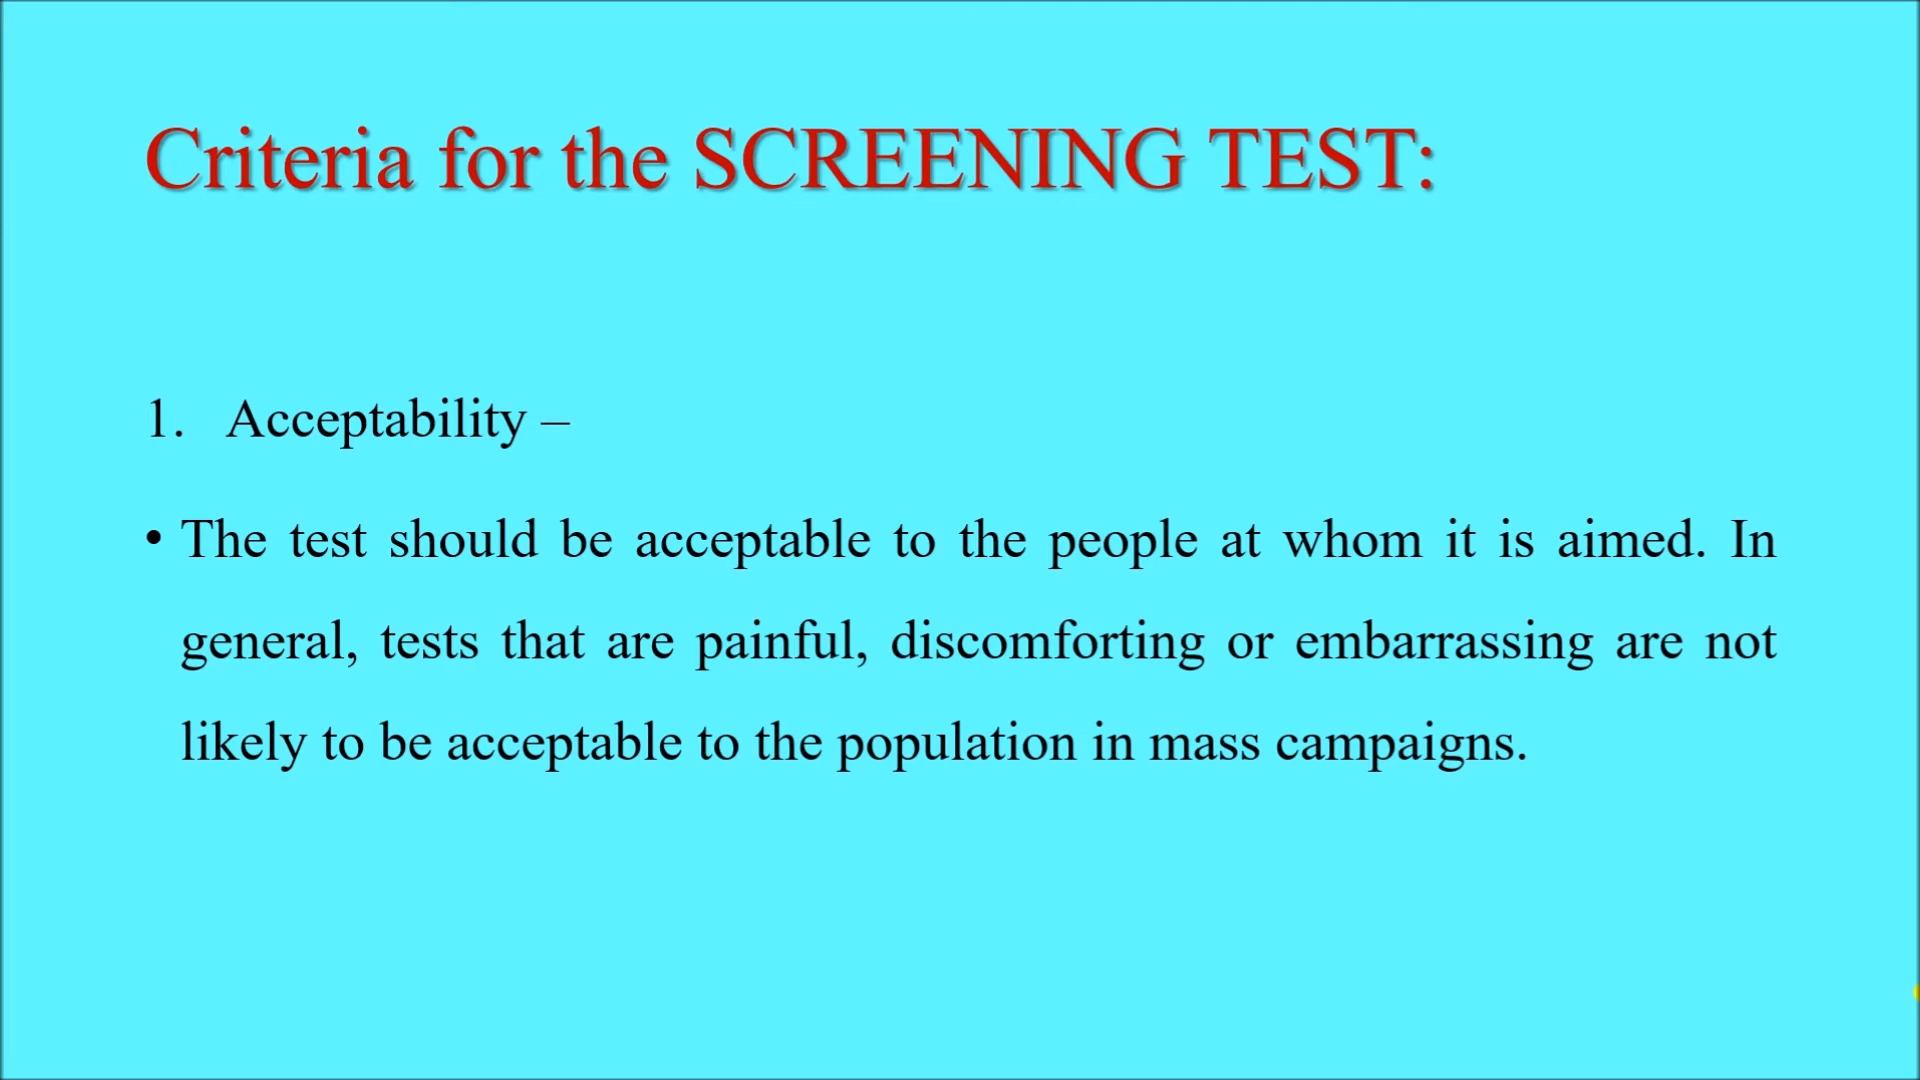 Criteria for the SCREENING TEST:
1. Acceptability –
• The test should be acceptable to the people at whom it is aimed. In
general, tests that are painful, discomforting or embarrassing are not
likely to be acceptable to the population in mass campaigns.